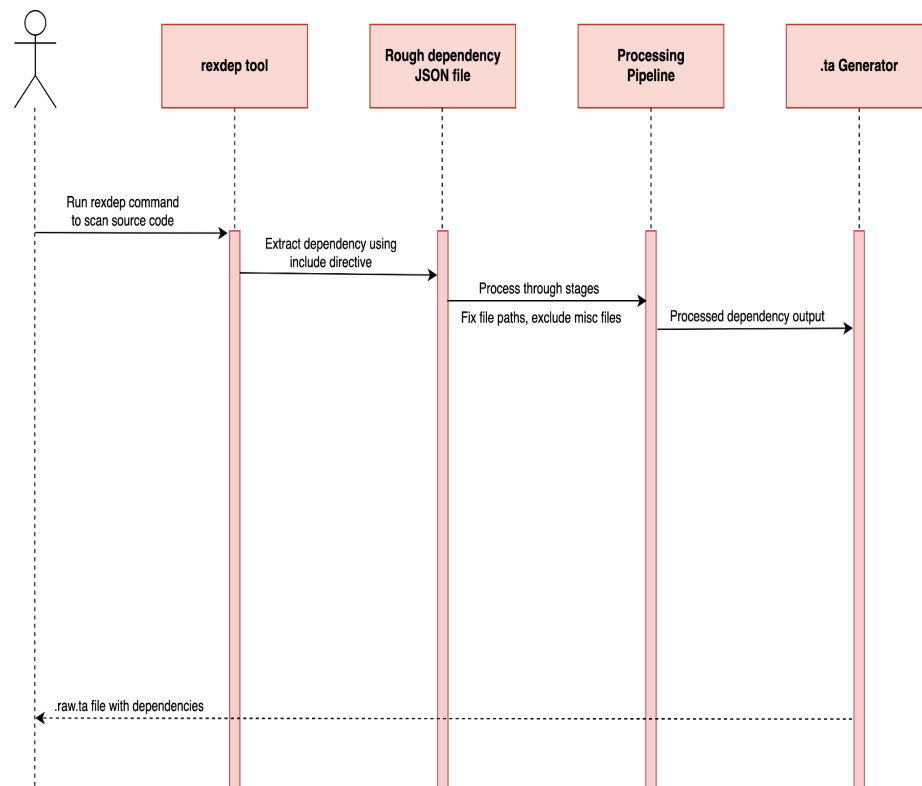 rexdep tool
Rough dependency
JSON file
Processing
Pipeline
.ta Generator
Run rexdep command
to scan source code
Extract dependency using
include directive
Process through stages
Fix file paths, exclude misc files
Processed dependency output
.raw.ta file with dependencies